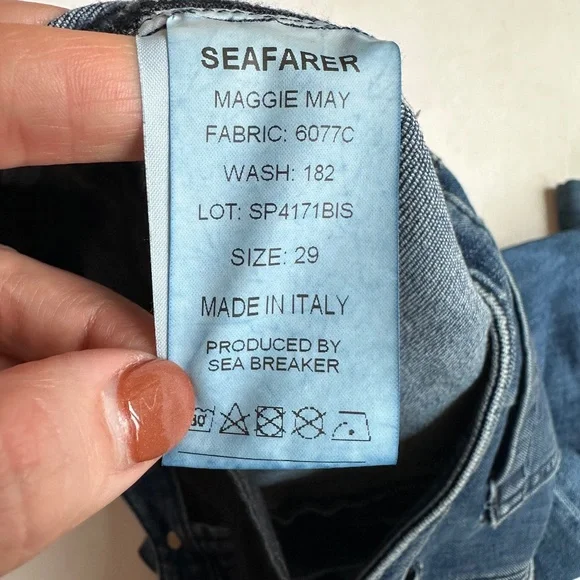 SEAFARER
MAGGIE MAY
FABRIC: 6077C
WASH: 182
LOT: SP4171BIS
SIZE: 29
MADE IN ITALY
PRODUCED BY
SEA BREAKER
30°